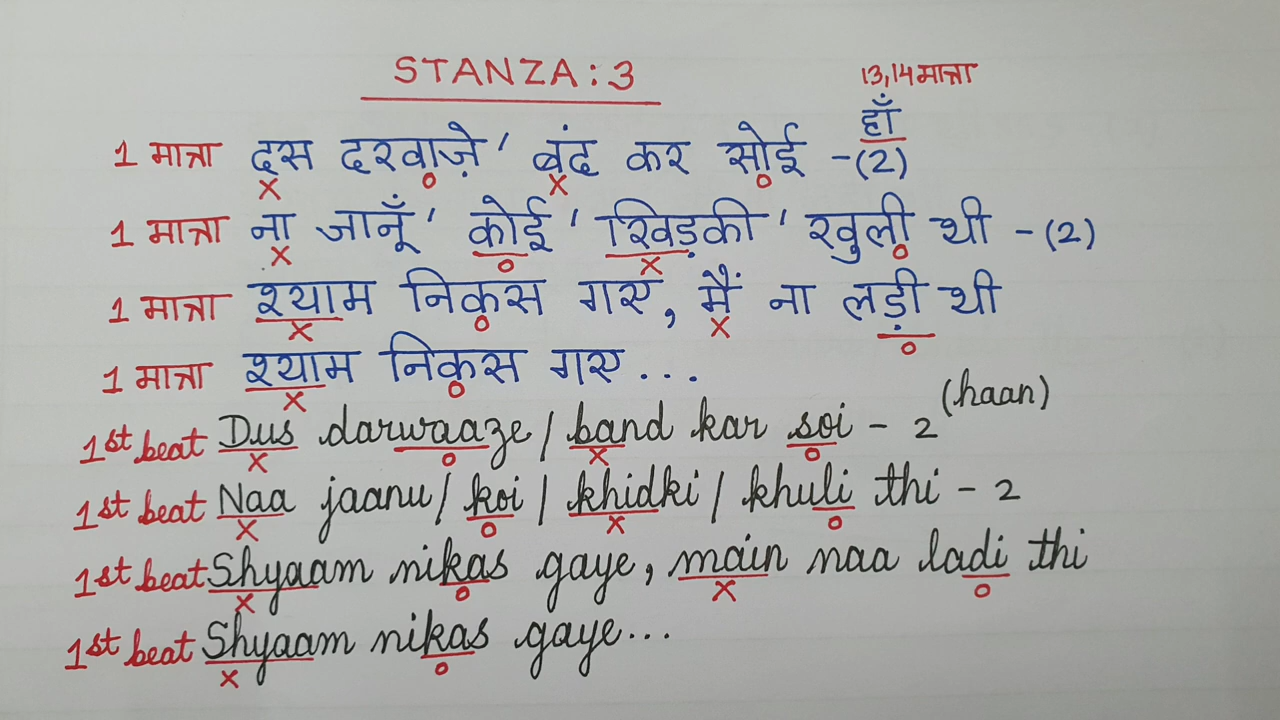 STANZA : 3
13,14 मात्रा
हाँ
1 मात्रा दस दरवाज़े' बंद कर सोई -(2)
x o x o
1 मात्रा ना जानूँ' कोई' खिड़की' खुली थी -(2)
x o x o
1 मात्रा श्याम निकस गए, मैं ना लड़ी थी
x o x o
1 मात्रा श्याम निकस गए...
x o
1st beat Dus darwaaze / band kar soi - 2 (haan)
x o x o
1st beat Naa jaanu / koi / khidki / khuli thi - 2
x o x o
1st beat Shyaam nikas gaye, main naa ladi thi
x o x o
1st beat Shyaam nikas gaye...
x o